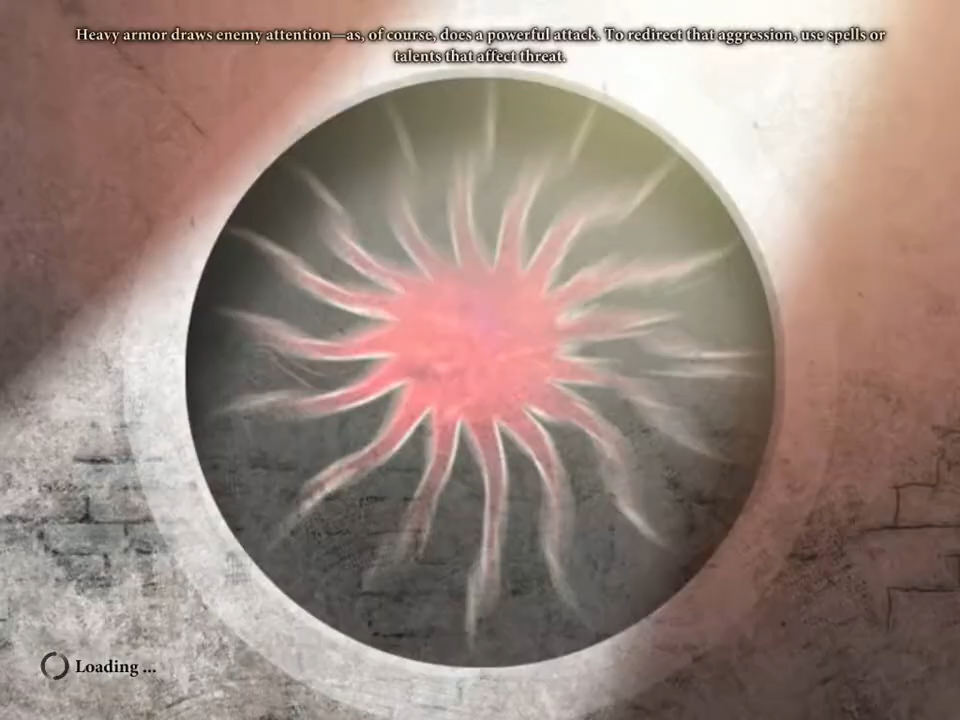 Heavy armor draws enemy attention—as, of course, does a powerful attack. To redirect that aggression, use spells or
talents that affect threat.
Loading ...